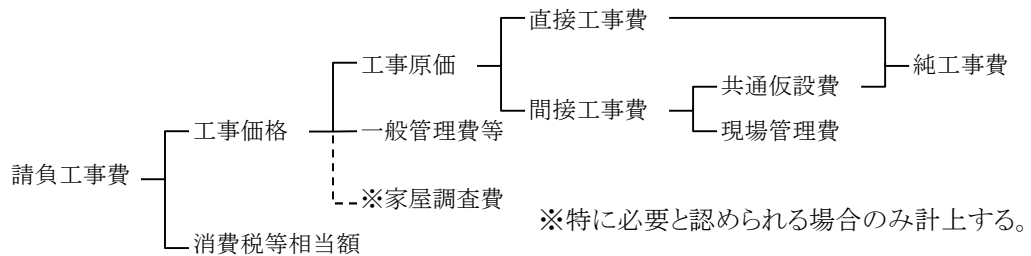 直接工事費
工事原価
純工事費
共通仮設費
間接工事費
工事価格
一般管理費等
現場管理費
請負工事費
※家屋調査費
※特に必要と認められる場合のみ計上する。
消費税等相当額